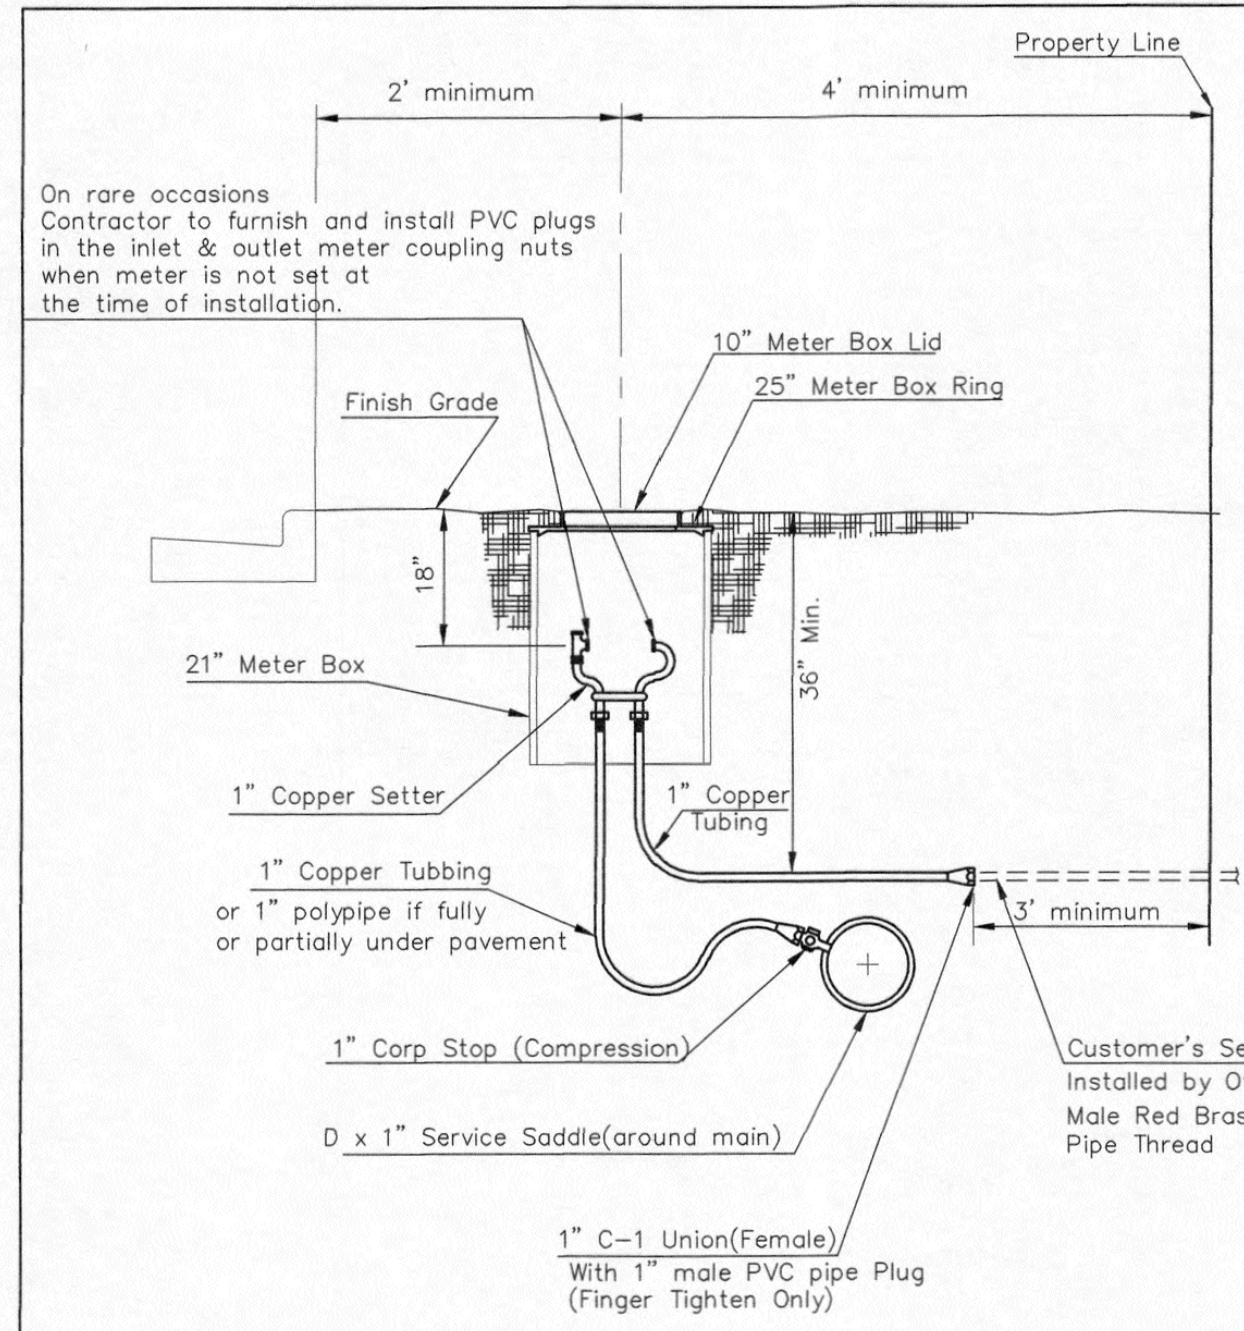 Property Line
2' minimum
4' minimum
On rare occasions
Contractor to furnish and install PVC plugs
in the inlet & outlet meter coupling nuts
when meter is not set at
the time of installation.
10" Meter Box Lid
25" Meter Box Ring
Finish Grade
18"
36" Min.
21" Meter Box
1" Copper Setter
1" Copper
Tubing
1" Copper Tubbing
or 1" polypipe if fully
or partially under pavement
3' minimum
1" Corp Stop (Compression)
Customer's
Installed by
Male Red
Pipe Thread
D x 1" Service Saddle(around main)
1" C-1 Union(Female)
With 1" male PVC pipe Plug
(Finger Tighten Only)